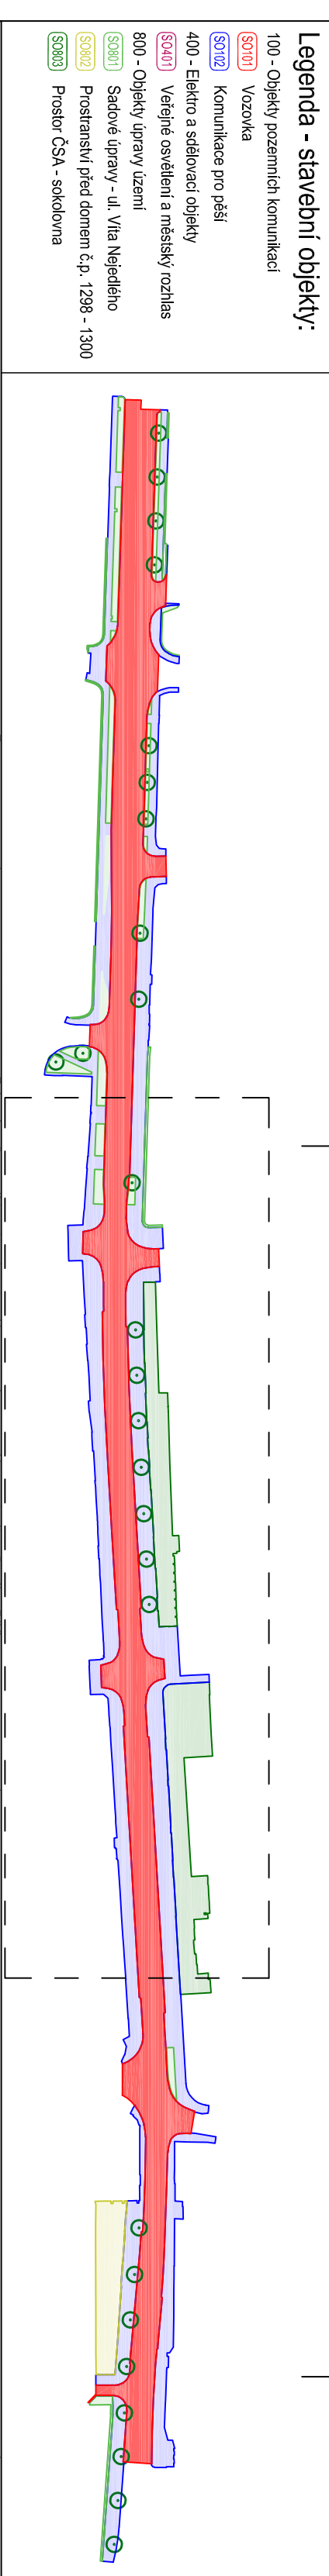 Legenda - stavební objekty:
100 - Objekty pozemních komunikací
SO101 Vozovka
SO102 Komunikace pro pěší
400 - Elektro a sdělovací objekty
SO401 Veřejné osvětlení a městský rozhlas
800 - Objekty úpravy území
SO801 Sadové úpravy - ul. Víta Nejedlého
SO802 Prostranství před domem č.p. 1298 - 1300
SO803 Prostor ČSA - sokolovna